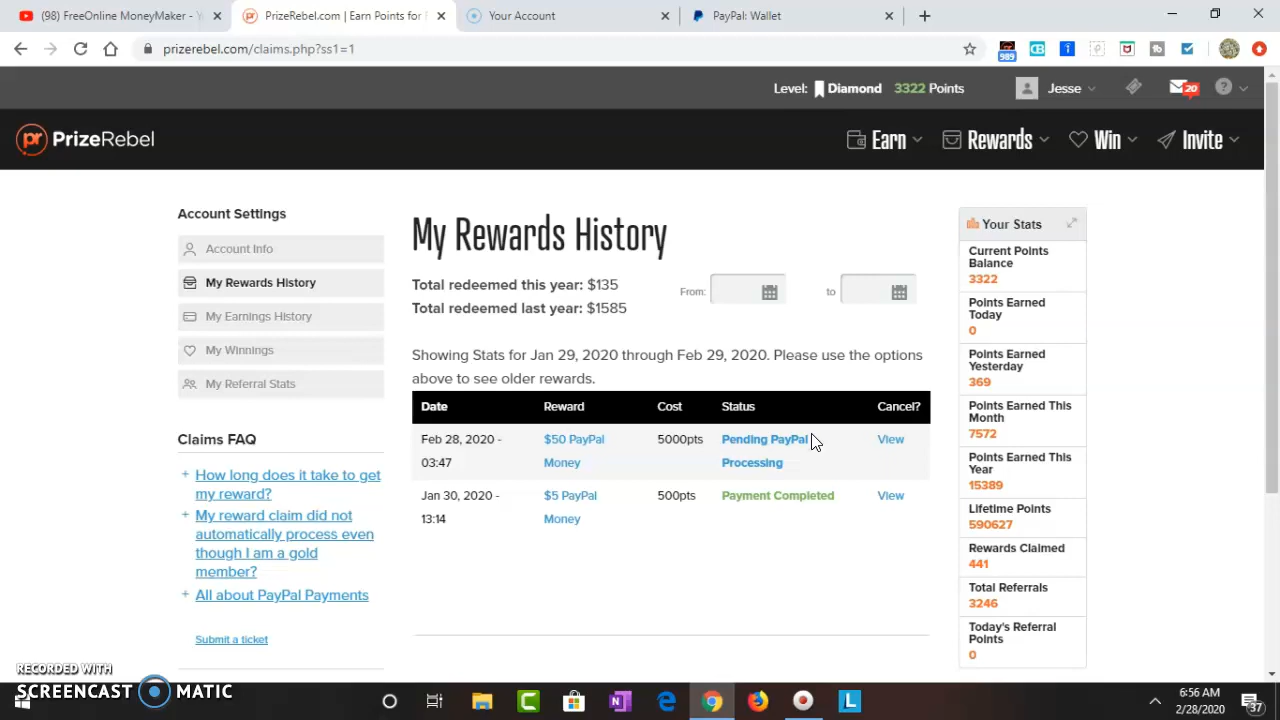 (98) FreeOnline MoneyMaker - Y
PrizeRebel.com | Earn Points for F
Your Account
PayPal: Wallet
prizerebel.com/claims.php?ss1=1
989
Level: Diamond 3322 Points
Jesse
20
pr PrizeRebel
Earn
Rewards
Win
Invite
Account Settings
Account Info
My Rewards History
My Earnings History
My Winnings
My Referral Stats
Claims FAQ
+ How long does it take to get
my reward?
+ My reward claim did not
automatically process even
though I am a gold
member?
+ All about PayPal Payments
Submit a ticket
My Rewards History
Total redeemed this year: $135
Total redeemed last year: $1585
From:
to
Showing Stats for Jan 29, 2020 through Feb 29, 2020. Please use the options
above to see older rewards.
Date Reward Cost Status Cancel?
Feb 28, 2020 - $50 PayPal 5000pts Pending PayPal View
03:47 Money Processing
Jan 30, 2020 - $5 PayPal 500pts Payment Completed View
13:14 Money
Your Stats
Current Points
Balance
3322
Points Earned
Today
0
Points Earned
Yesterday
369
Points Earned This
Month
7572
Points Earned This
Year
15389
Lifetime Points
590627
Rewards Claimed
441
Total Referrals
3246
Today's Referral
Points
0
RECORDED WITH
SCREENCAST MATIC
6:56 AM
2/28/2020
37